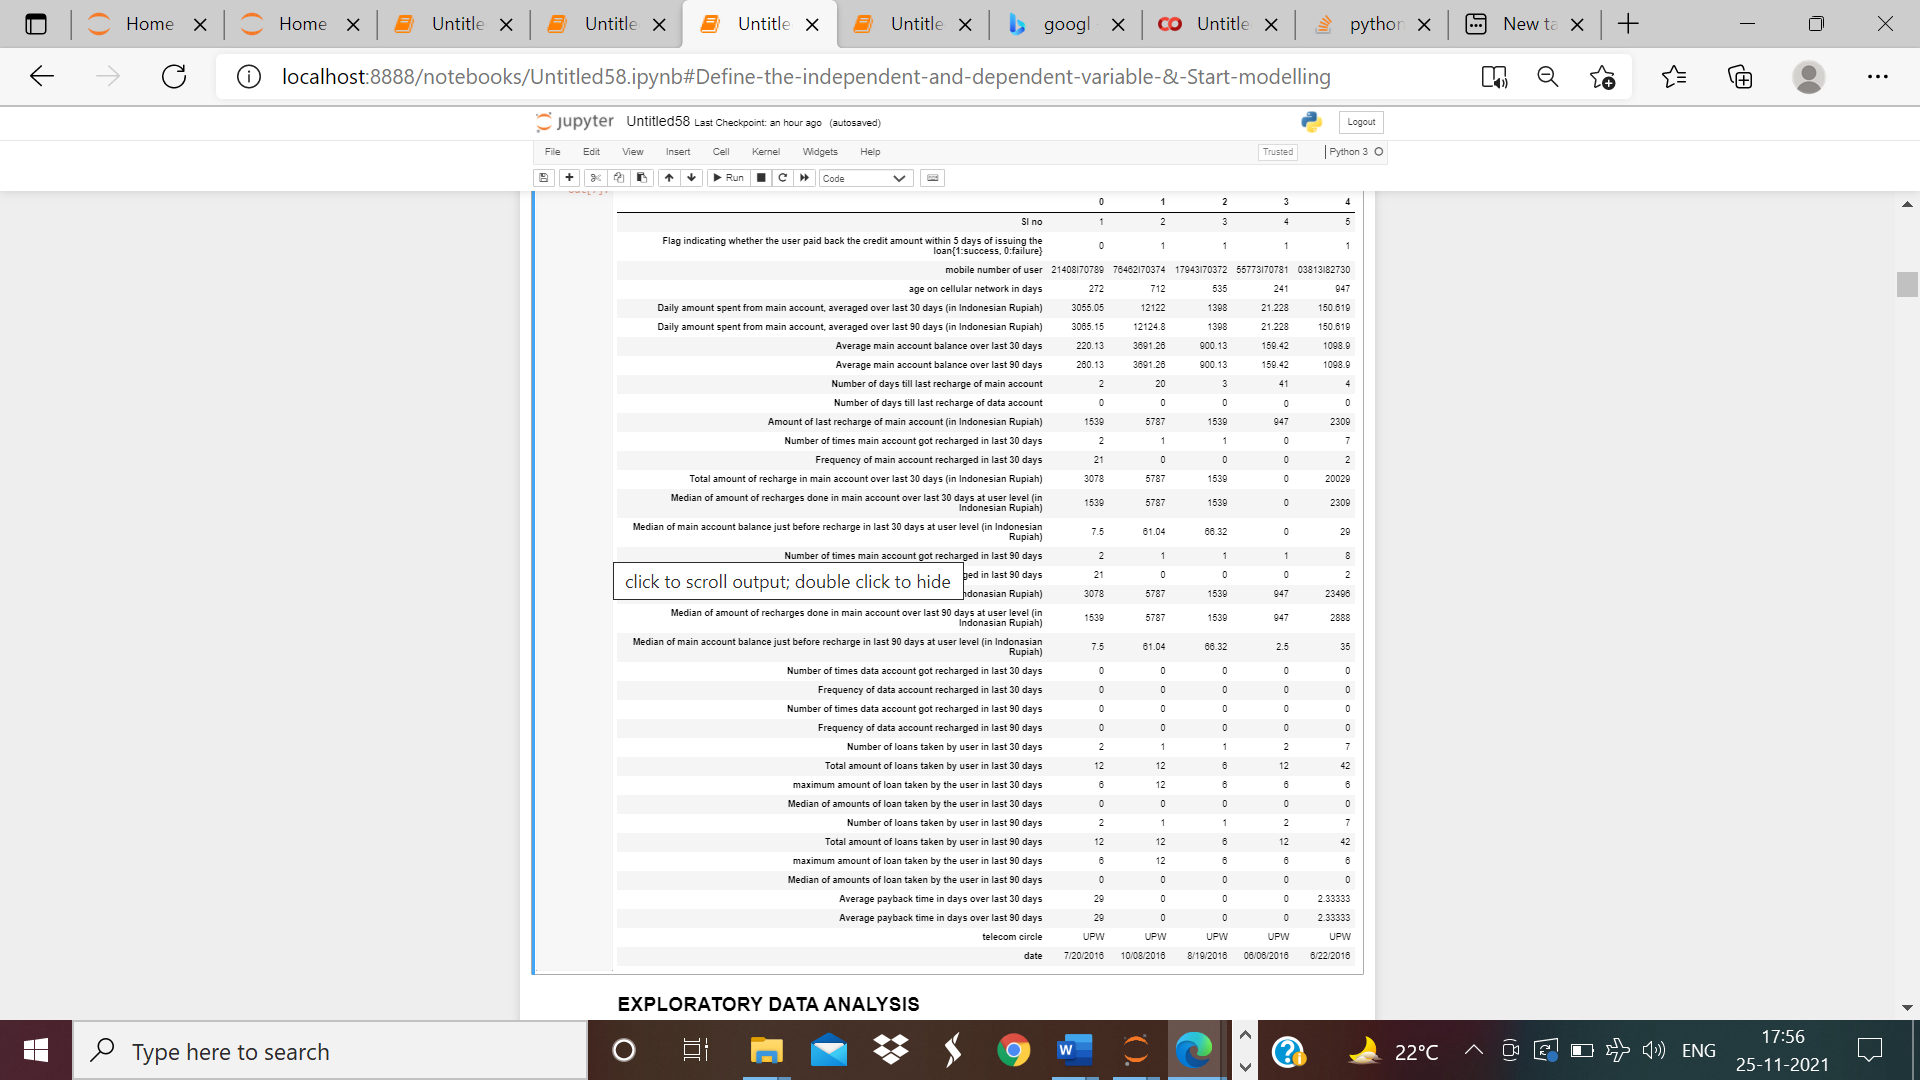 Home
Home
Untitle
Untitle
Untitle
Untitle
googl
Untitle
python
New ta
localhost:8888/notebooks/Untitled58.ipynb#Define-the-independent-and-dependent-variable-&-Start-modelling
jupyter Untitled58 Last Checkpoint: an hour ago (autosaved)
Logout
File Edit View Insert Cell Kernel Widgets Help
Trusted Python 3
Run Code
0 1 2 3 4
Sl no 1 2 3 4 5
Flag indicating whether the user paid back the credit amount within 5 days of issuing the
loan{1:success, 0:failure} 0 1 1 1 1
mobile number of user 21408I70789 76462I70374 17943I70372 55773I70781 03813I82730
age on cellular network in days 272 712 535 241 947
Daily amount spent from main account, averaged over last 30 days (in Indonesian Rupiah) 3055.05 12122 1398 21.228 150.619
Daily amount spent from main account, averaged over last 90 days (in Indonesian Rupiah) 3065.15 12124.8 1398 21.228 150.619
Average main account balance over last 30 days 220.13 3691.26 900.13 159.42 1098.9
Average main account balance over last 90 days 260.13 3691.26 900.13 159.42 1098.9
Number of days till last recharge of main account 2 20 3 41 4
Number of days till last recharge of data account 0 0 0 0 0
Amount of last recharge of main account (in Indonesian Rupiah) 1539 5787 1539 947 2309
Number of times main account got recharged in last 30 days 2 1 1 0 7
Frequency of main account recharged in last 30 days 21 0 0 0 2
Total amount of recharge in main account over last 30 days (in Indonesian Rupiah) 3078 5787 1539 0 20029
Median of amount of recharges done in main account over last 30 days at user level (in
Indonesian Rupiah) 1539 5787 1539 0 2309
Median of main account balance just before recharge in last 30 days at user level (in Indonesian
Rupiah) 7.5 61.04 66.32 0 29
Number of times main account got recharged in last 90 days 2 1 1 1 8
click to scroll output; double click to hide
ged in last 90 days 21 0 0 0 2
ndonasian Rupiah) 3078 5787 1539 947 23496
Median of amount of recharges done in main account over last 90 days at user level (in
Indonasian Rupiah) 1539 5787 1539 947 2888
Median of main account balance just before recharge in last 90 days at user level (in Indonasian
Rupiah) 7.5 61.04 66.32 2.5 35
Number of times data account got recharged in last 30 days 0 0 0 0 0
Frequency of data account recharged in last 30 days 0 0 0 0 0
Number of times data account got recharged in last 90 days 0 0 0 0 0
Frequency of data account recharged in last 90 days 0 0 0 0 0
Number of loans taken by user in last 30 days 2 1 1 2 7
Total amount of loans taken by user in last 30 days 12 12 6 12 42
maximum amount of loan taken by the user in last 30 days 6 12 6 6 6
Median of amounts of loan taken by the user in last 30 days 0 0 0 0 0
Number of loans taken by user in last 90 days 2 1 1 2 7
Total amount of loans taken by user in last 90 days 12 12 6 12 42
maximum amount of loan taken by the user in last 90 days 6 12 6 6 6
Median of amounts of loan taken by the user in last 90 days 0 0 0 0 0
Average payback time in days over last 30 days 29 0 0 0 2.33333
Average payback time in days over last 90 days 29 0 0 0 2.33333
telecom circle UPW UPW UPW UPW UPW
date 7/20/2016 10/08/2016 8/19/2016 06/06/2016 6/22/2016
EXPLORATORY DATA ANALYSIS
Type here to search
22°C
ENG
17:56
25-11-2021